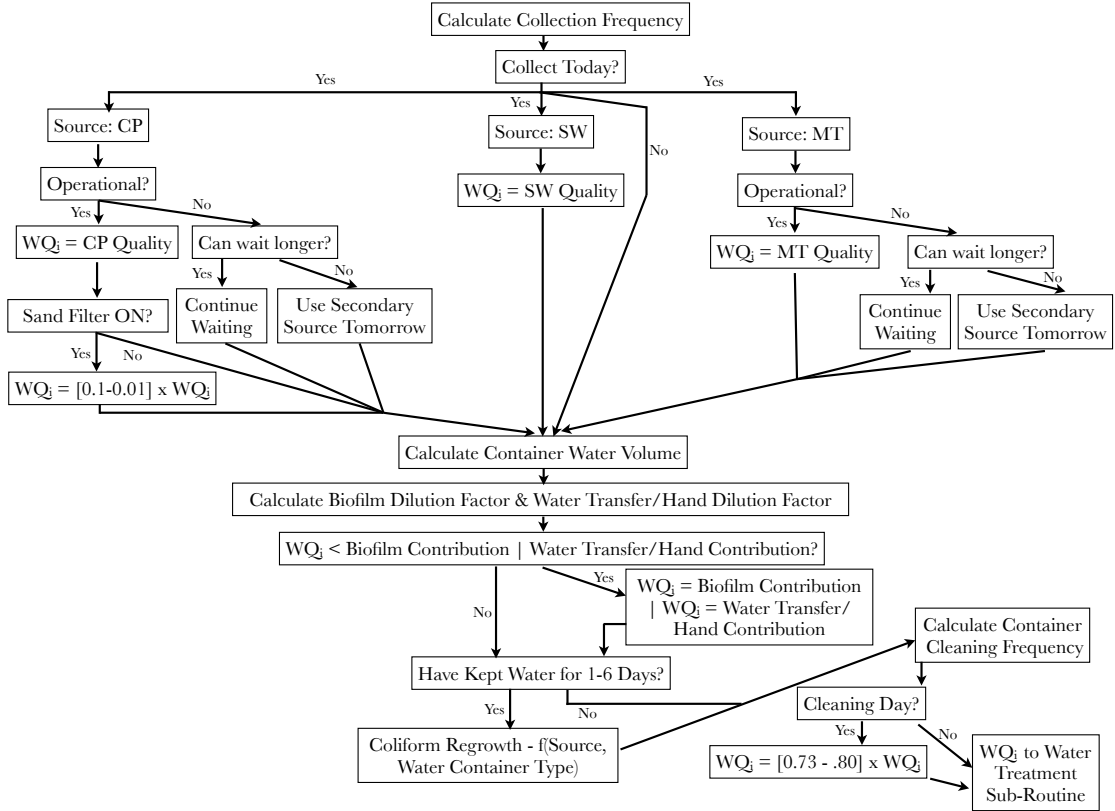 Calculate Collection Frequency
Collect Today?
Yes
Yes
Yes
No
Source: CP
Source: SW
Source: MT
Operational?
WQi = SW Quality
Operational?
Yes
No
Yes
No
WQi = CP Quality
Can wait longer?
WQi = MT Quality
Can wait longer?
Yes
No
Yes
No
Sand Filter ON?
Continue
Waiting
Use Secondary
Source Tomorrow
Continue
Waiting
Use Secondary
Source Tomorrow
Yes
No
WQi = [0.1-0.01] x WQi
Calculate Container Water Volume
Calculate Biofilm Dilution Factor & Water Transfer/Hand Dilution Factor
WQi < Biofilm Contribution | Water Transfer/Hand Contribution?
Yes
No
WQi = Biofilm Contribution
| WQi = Water Transfer/
Hand Contribution
Have Kept Water for 1-6 Days?
Yes
No
Coliform Regrowth - f(Source,
Water Container Type)
Calculate Container
Cleaning Frequency
Cleaning Day?
Yes
No
WQi = [0.73 - .80] x WQi
WQi to Water
Treatment
Sub-Routine